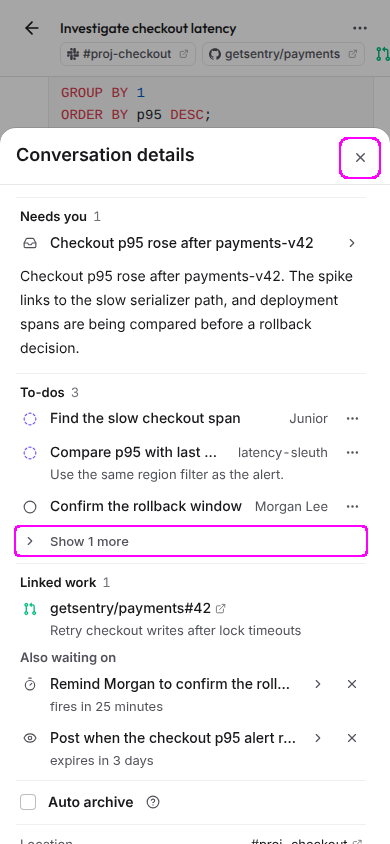 Investigate checkout latency
#proj-checkout
getsentry/payments
GROUP BY 1
ORDER BY p95 DESC;
Conversation details
Needs you 1
Checkout p95 rose after payments-v42
Checkout p95 rose after payments-v42. The spike
links to the slow serializer path, and deployment
spans are being compared before a rollback
decision.
To-dos 3
Find the slow checkout span Junior
Compare p95 with last ... latency-sleuth
Use the same region filter as the alert.
Confirm the rollback window Morgan Lee
Show 1 more
Linked work 1
getsentry/payments#42
Retry checkout writes after lock timeouts
Also waiting on
Remind Morgan to confirm the roll...
fires in 25 minutes
Post when the checkout p95 alert r...
expires in 3 days
Auto archive
Location #proj-checkout